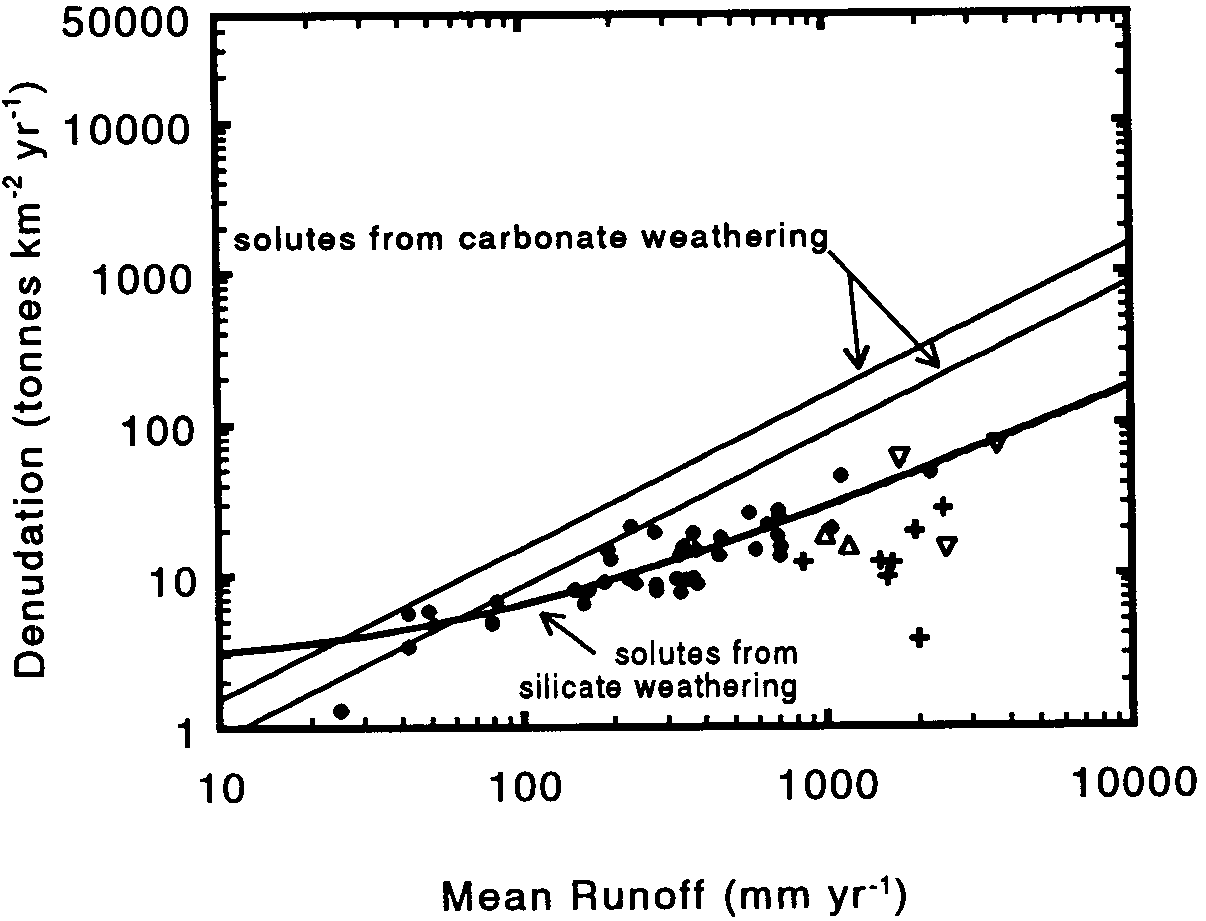 50000
10000
1000
100
10
1
Denudation (tonnes km⁻² yr⁻¹)
solutes from carbonate weathering
solutes from
silicate weathering
10 100 1000 10000
Mean Runoff (mm yr⁻¹)